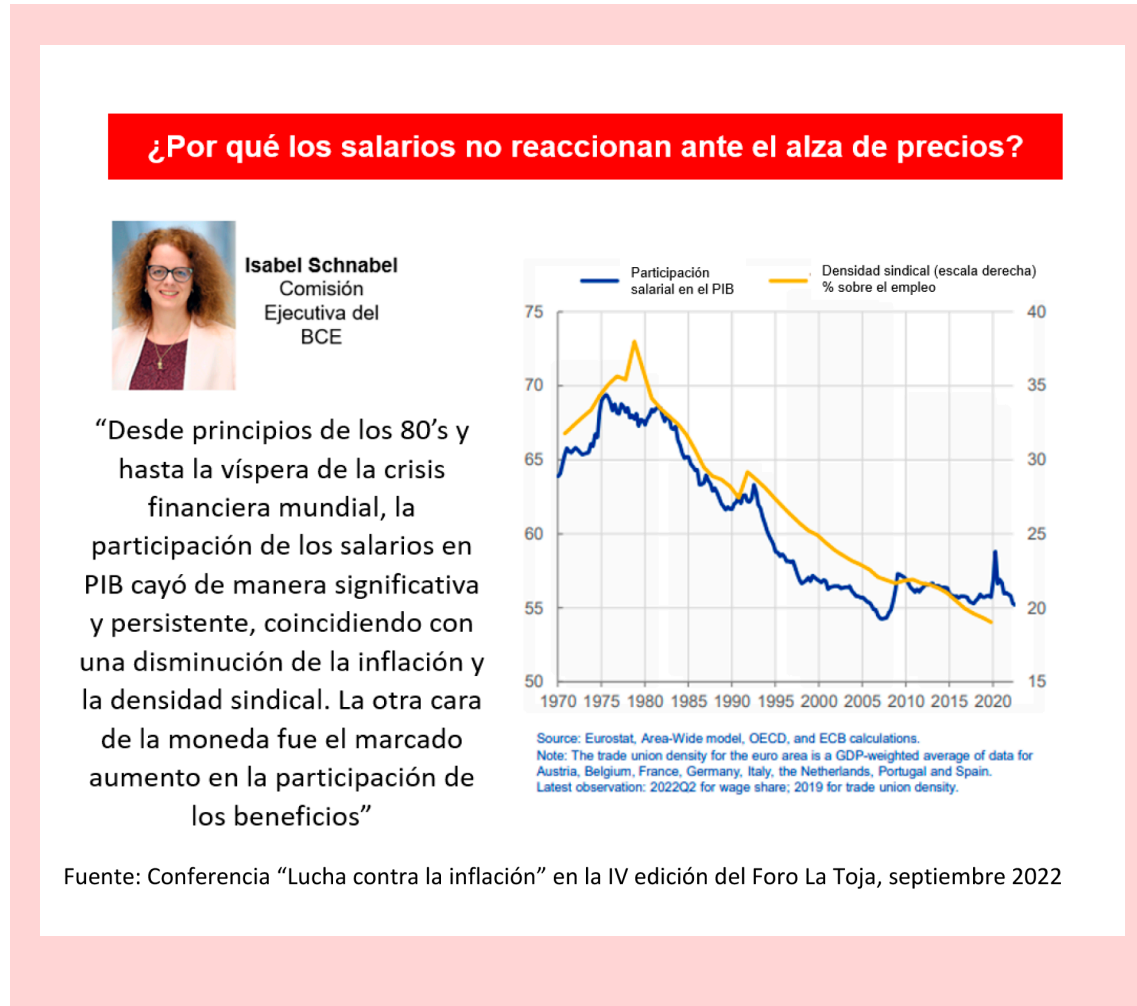 ¿Por qué los salarios no reaccionan ante el alza de precios?
Isabel Schnabel
Comisión
Ejecutiva del
BCE
“Desde principios de los 80’s y
hasta la víspera de la crisis
financiera mundial, la
participación de los salarios en
PIB cayó de manera significativa
y persistente, coincidiendo con
una disminución de la inflación y
la densidad sindical. La otra cara
de la moneda fue el marcado
aumento en la participación de
los beneficios”
Participación
salarial en el PIB
Densidad sindical (escala derecha)
% sobre el empleo
75
70
65
60
55
50
40
35
30
25
20
15
1970 1975 1980 1985 1990 1995 2000 2005 2010 2015 2020
Source: Eurostat, Area-Wide model, OECD, and ECB calculations.
Note: The trade union density for the euro area is a GDP-weighted average of data for
Austria, Belgium, France, Germany, Italy, the Netherlands, Portugal and Spain.
Latest observation: 2022Q2 for wage share; 2019 for trade union density.
Fuente: Conferencia “Lucha contra la inflación” en la IV edición del Foro La Toja, septiembre 2022